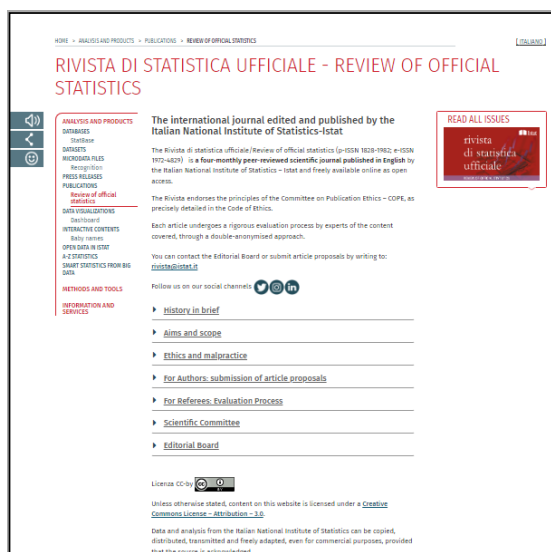 HOME > ANALYSIS AND PRODUCTS > PUBLICATIONS > REVIEW OF OFFICIAL STATISTICS
[ ITALIANO ]
RIVISTA DI STATISTICA UFFICIALE - REVIEW OF OFFICIAL
STATISTICS
ANALYSIS AND PRODUCTS
DATABASES
StatBase
DATASETS
MICRODATA FILES
Recognition
PRESS RELEASES
PUBLICATIONS
Review of official
statistics
DATA VISUALIZATIONS
Dashboard
INTERACTIVE CONTENTS
Baby names
OPEN DATA IN ISTAT
A-Z STATISTICS
SMART STATISTICS FROM BIG
DATA
METHODS AND TOOLS
INFORMATION AND
SERVICES
The international journal edited and published by the
Italian National Institute of Statistics-Istat
The Rivista di statistica ufficiale/Review of official statistics (p-ISSN 1828-1982; e-ISSN
1972-4829) is a four-monthly peer-reviewed scientific journal published in English by
the Italian National Institute of Statistics – Istat and freely available online as open
access.
The Rivista endorses the principles of the Committee on Publication Ethics – COPE, as
precisely detailed in the Code of Ethics.
Each article undergoes a rigorous evaluation process by experts of the content
covered, through a double-anonymised approach.
You can contact the Editorial Board or submit article proposals by writing to:
rivista@istat.it
Follow us on our social channels
History in brief
Aims and scope
Ethics and malpractice
For Authors: submission of article proposals
For Referees: Evaluation Process
Scientific Committee
Editorial Board
Licenza CC-by
BY
Unless otherwise stated, content on this website is licensed under a Creative
Commons License – Attribution – 3.0.
Data and analysis from the Italian National Institute of Statistics can be copied,
distributed, transmitted and freely adapted, even for commercial purposes, provided
that the source is acknowledged.
READ ALL ISSUES
rivista
di statistica
ufficiale